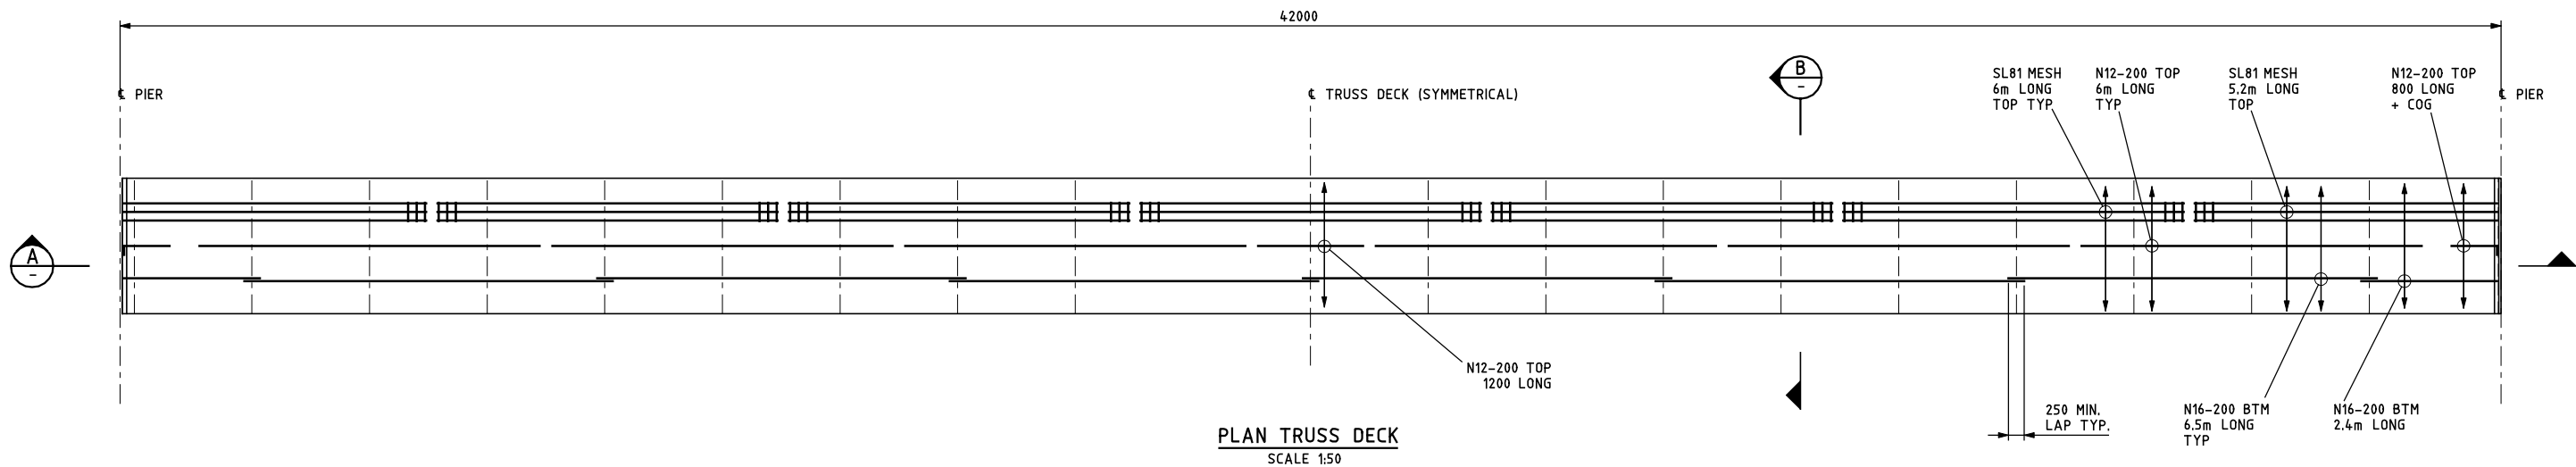 42000
℄ PIER
℄ TRUSS DECK (SYMMETRICAL)
B
-
SL81 MESH
6m LONG
TOP TYP
N12-200 TOP
6m LONG
TYP
SL81 MESH
5.2m LONG
TOP
N12-200 TOP
800 LONG
+ COG
℄ PIER
A
-
N12-200 TOP
1200 LONG
250 MIN.
LAP TYP.
N16-200 BTM
6.5m LONG
TYP
N16-200 BTM
2.4m LONG
PLAN TRUSS DECK
SCALE 1:50